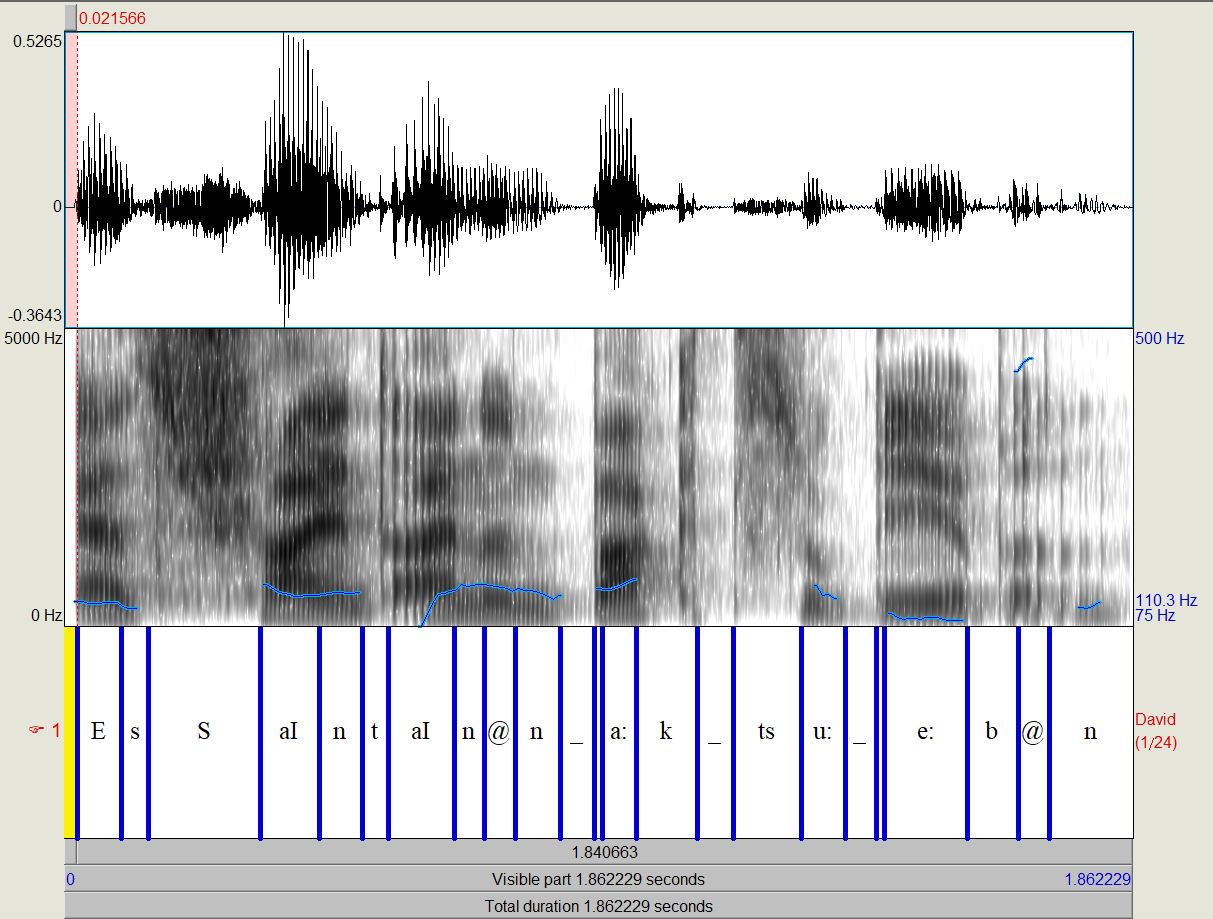 0.021566
0.5265
0
-0.3643
5000 Hz 500 Hz
110.3 Hz
0 Hz 75 Hz
☞ 1 E s S aI n t aI n @ n _ a: k _ ts u: _ e: b @ n David
(1/24)
1.840663
0 Visible part 1.862229 seconds 1.862229
Total duration 1.862229 seconds